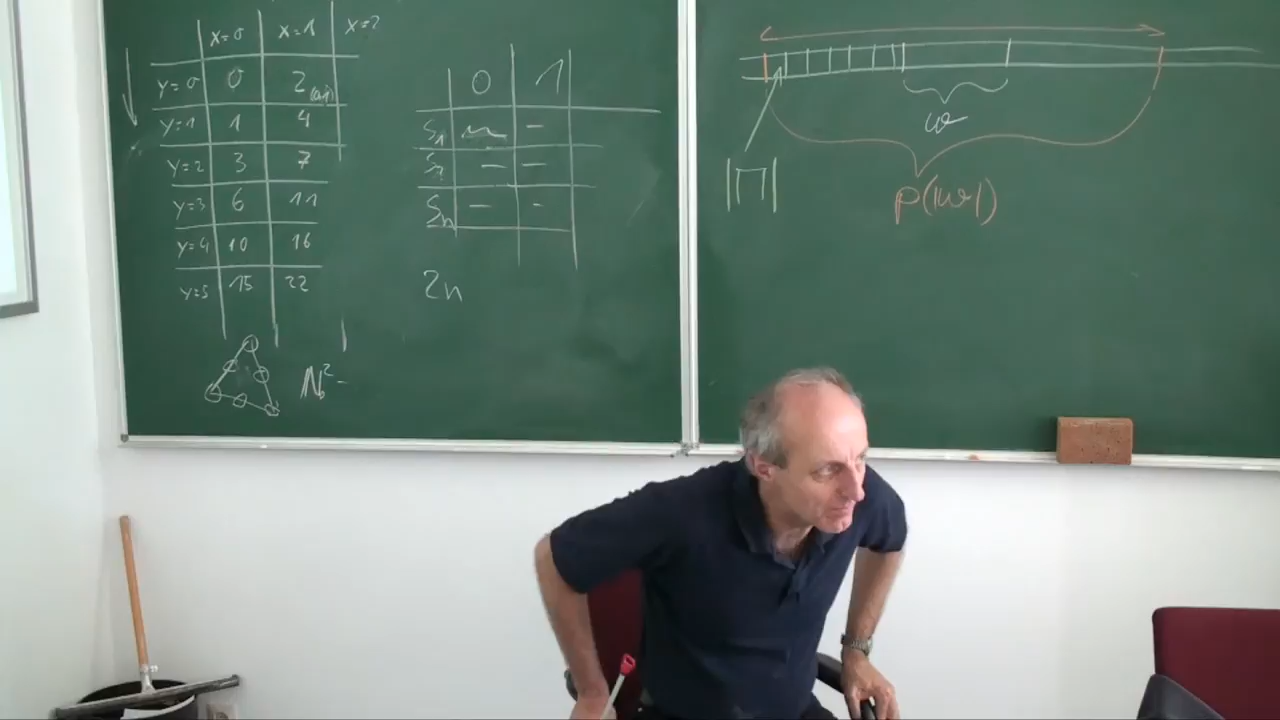 x=0 x=1 x=2
y=0 0 2
y=1 1 4
y=2 3 7
y=3 6 11
y=4 10 16
y=5 15 22
ℕ² -
0 1
S₁ -
S₂ - -
Sₙ - -
2n
w
|Π|
p(|w|)